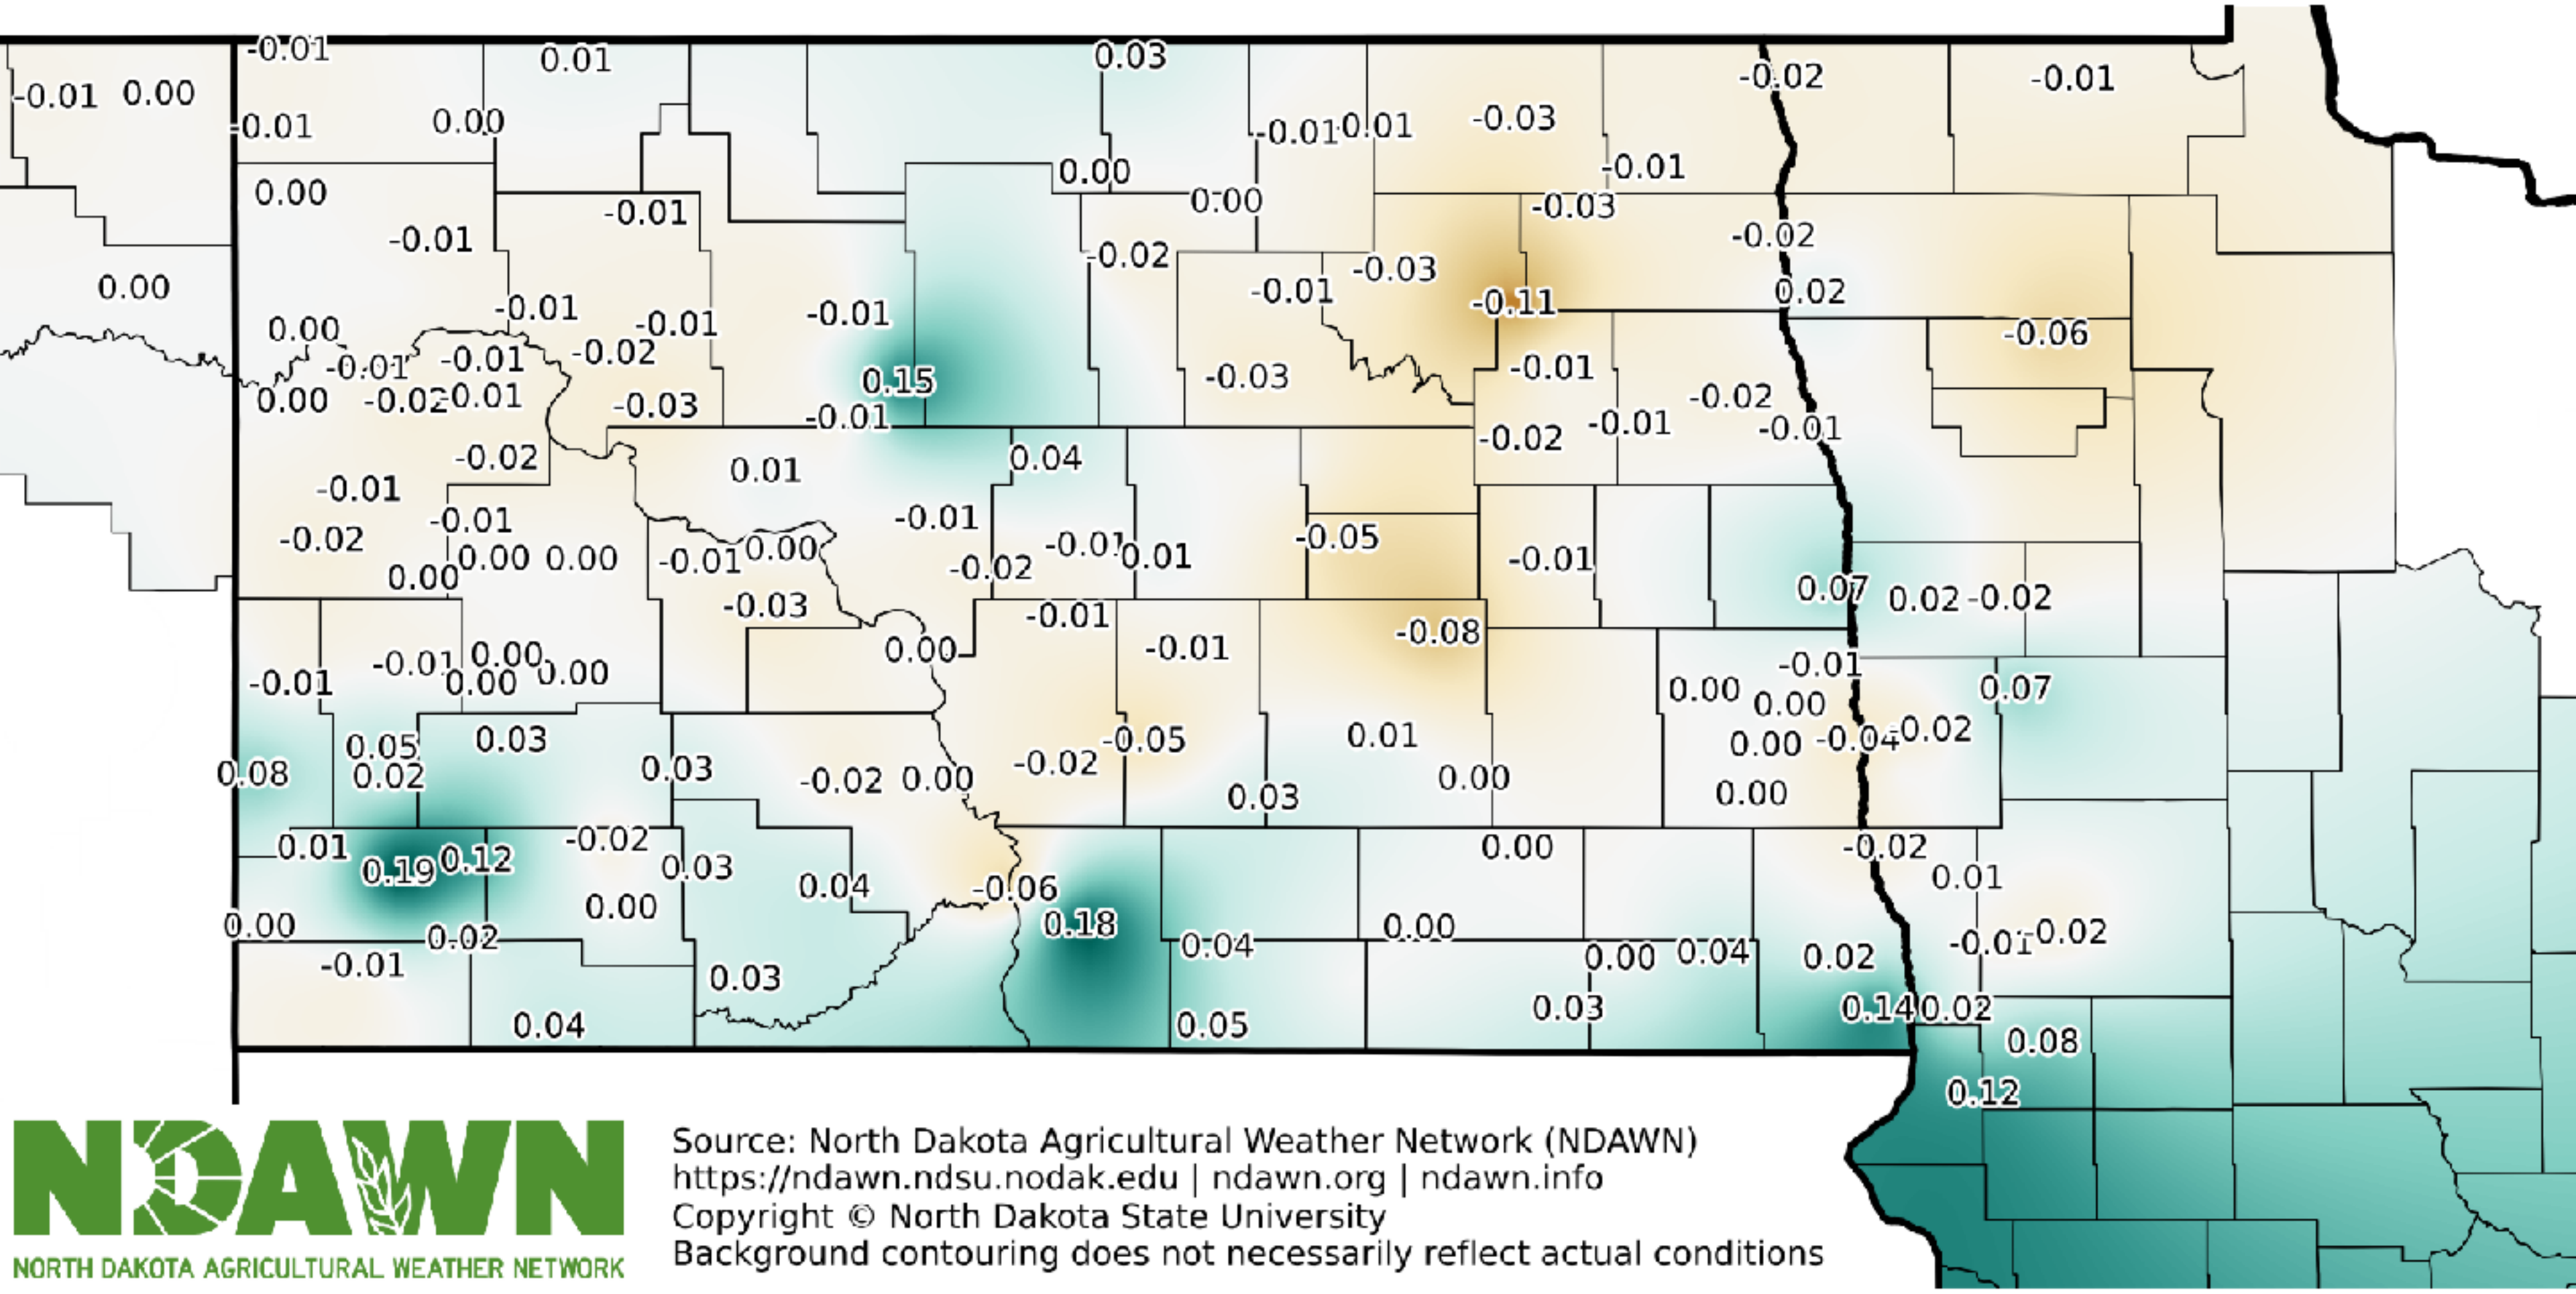 -0.01 0.01 0.03
-0.01 0.00 -0.02 -0.01
-0.01 0.00 -0.01 0.01 -0.03
0.00 0.00 -0.01
-0.01 0.00 -0.03
-0.01 -0.02 -0.02
0.00 -0.01 -0.03 0.02
-0.01 -0.01 -0.01 -0.11
0.00 -0.01 -0.06
-0.01 -0.01 -0.02 -0.01
0.00 -0.02 -0.01 -0.03 0.15 -0.03 -0.02
-0.01 -0.02 -0.01 -0.01
-0.02 0.01 0.04
-0.01 -0.01 -0.01
-0.02 -0.05
0.00 0.00 0.00 -0.01 0.00 -0.02 -0.01 0.01 -0.01
-0.03 -0.01 0.07 0.02 -0.02
0.00 -0.01 -0.08
-0.01 -0.01 0.00 0.00 0.00 -0.01
0.00 0.00 0.07
0.05 0.03 -0.05 0.01 0.00 -0.04 -0.02
0.08 0.02 0.03 -0.02 0.00 -0.02 0.03 0.00 0.00
0.01 -0.02 0.00 -0.02
0.19 0.12 0.03 0.04 -0.06 0.01
0.00 0.00 0.18 0.00 -0.02
0.02 0.04 -0.01
-0.01 0.03 0.00 0.04 0.02
0.04 0.05 0.03 0.14 0.02
0.08
0.12
NDAWN
NORTH DAKOTA AGRICULTURAL WEATHER NETWORK
Source: North Dakota Agricultural Weather Network (NDAWN)
https://ndawn.ndsu.nodak.edu | ndawn.org | ndawn.info
Copyright © North Dakota State University
Background contouring does not necessarily reflect actual conditions